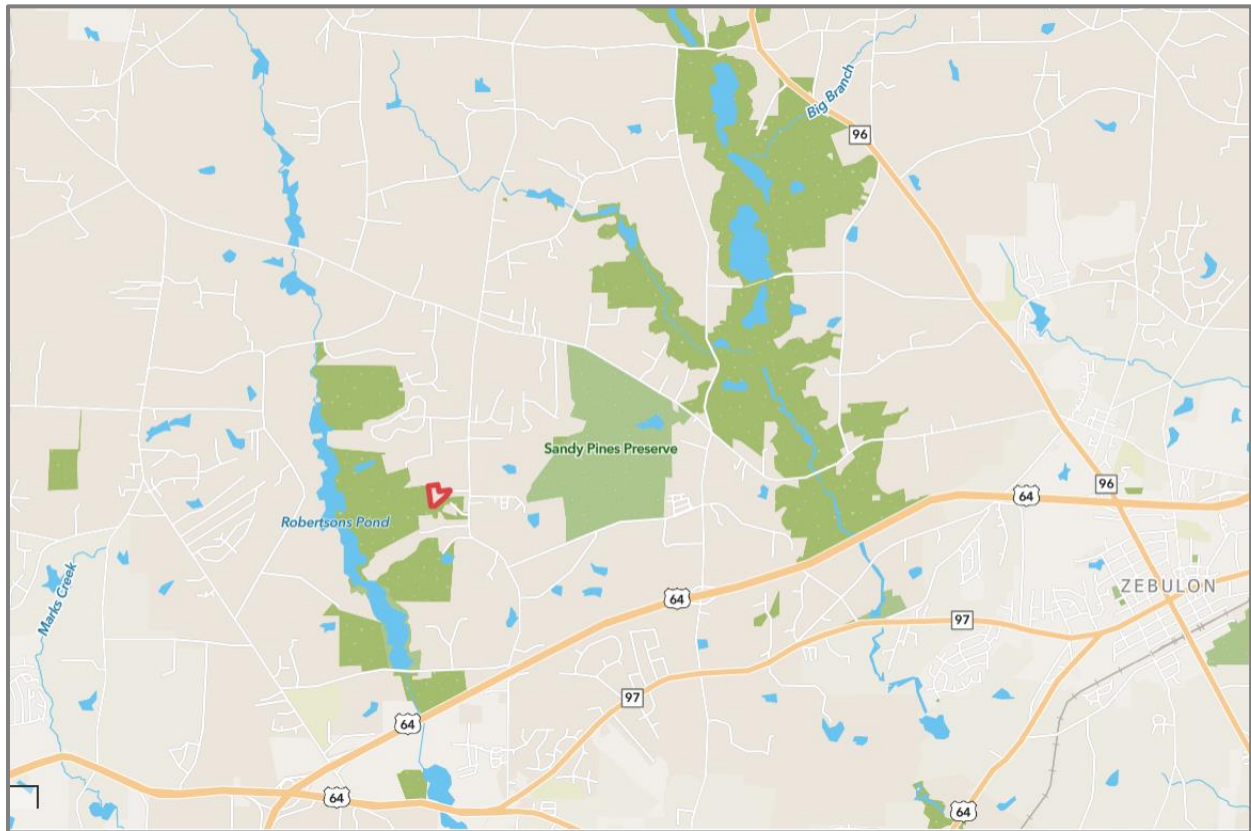 Big Branch
96
Sandy Pines Preserve
64
96
Robertsons Pond
Marks Creek
ZEBULON
64
97
97
64
64
64